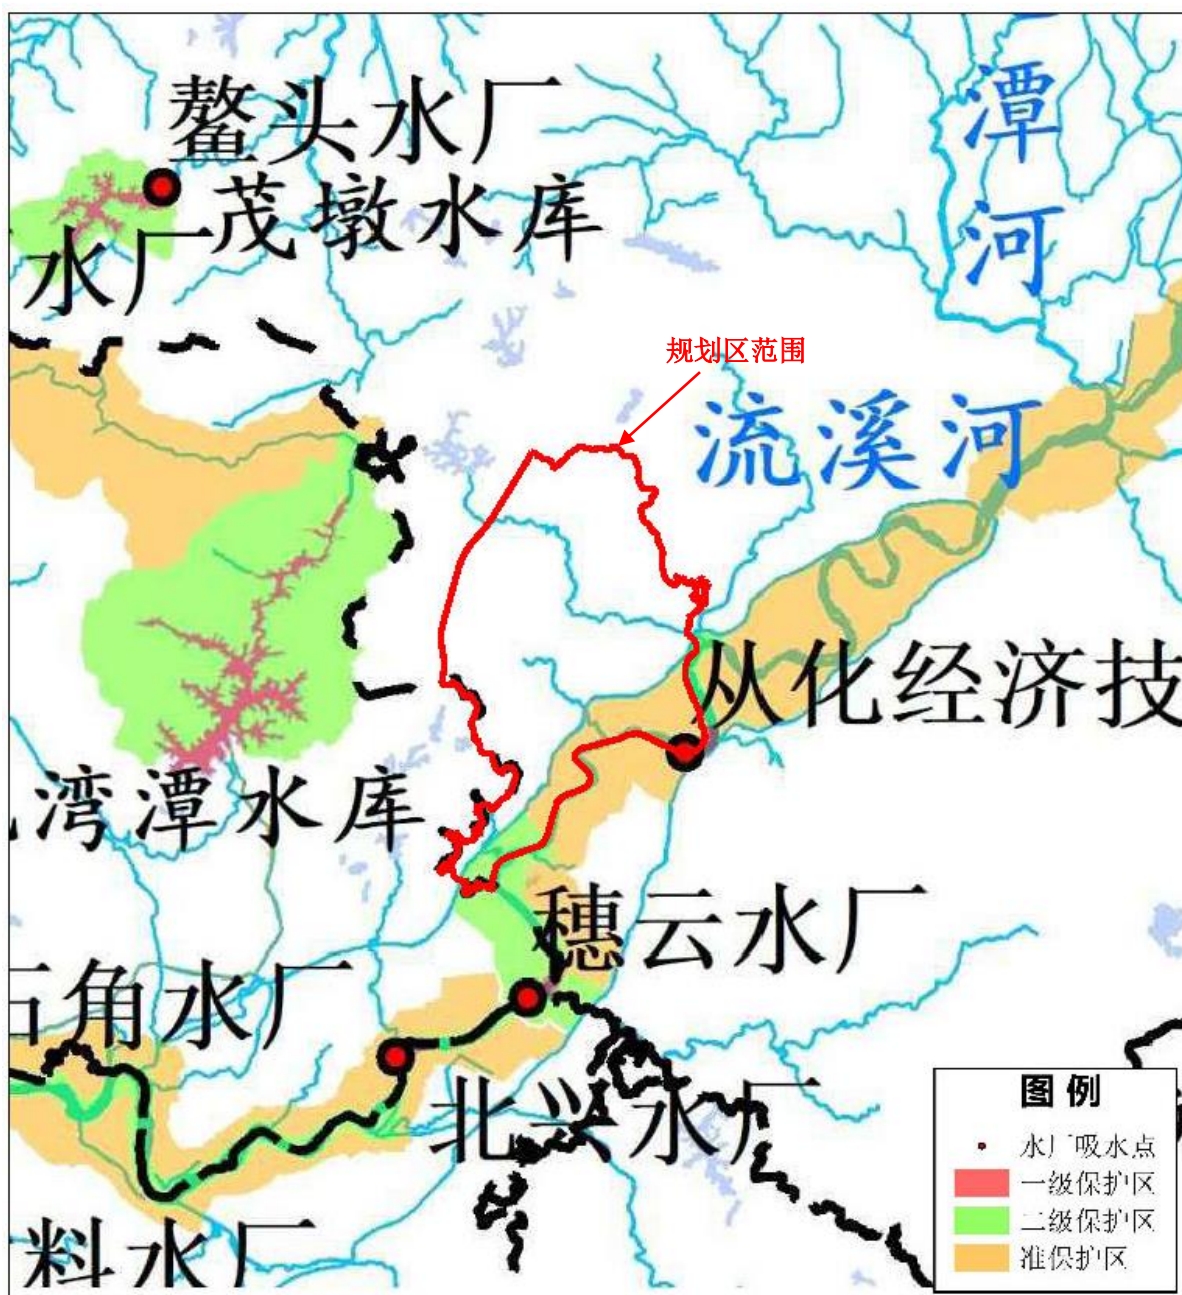 鳌头水厂
潭河
茂墩水库
水厂
规划区范围
流溪河
从化经济技
湾潭水库
穗云水厂
石角水厂
北兴水厂
料水厂
图例
水厂吸水点
一级保护区
二级保护区
准保护区